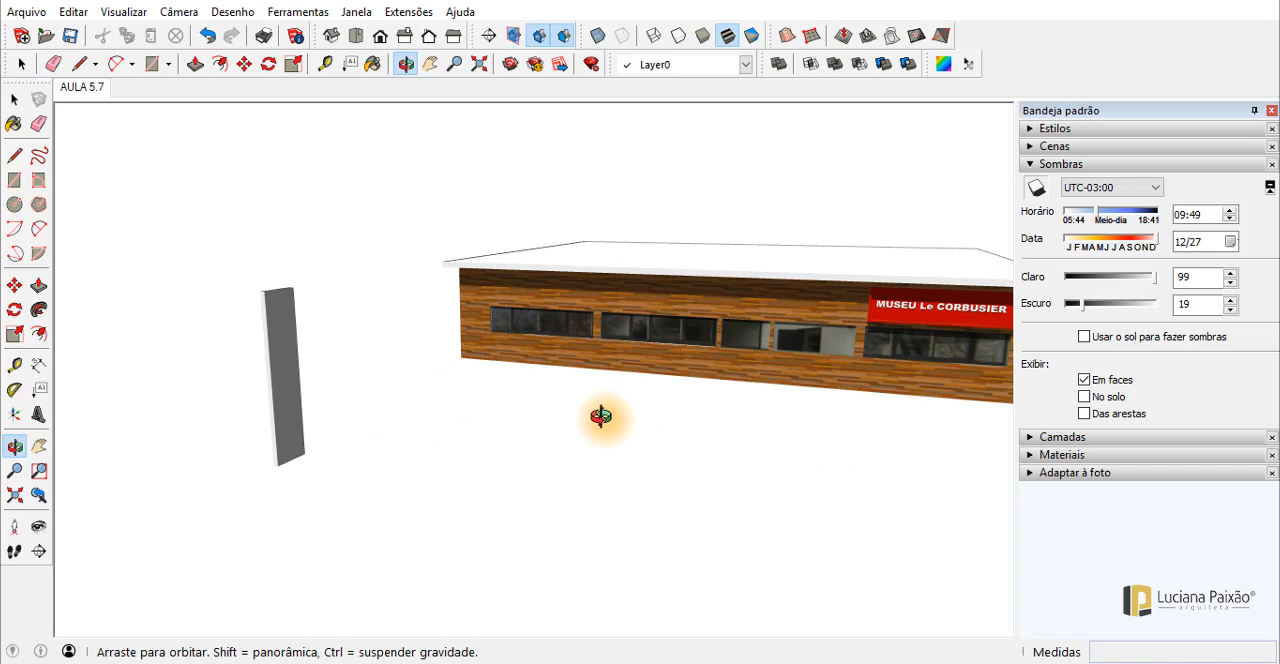 Arquivo Editar Visualizar Câmera Desenho Ferramentas Janela Extensões Ajuda
Layer0
AULA 5.7
Bandeja padrão
Estilos
Cenas
Sombras
UTC-03:00
Horário 05:44 Meio-dia 18:41 09:49
Data J F M A M J J A S O N D 12/27
Claro 99
Escuro 19
Usar o sol para fazer sombras
Exibir:
Em faces
No solo
Das arestas
Camadas
Materiais
Adaptar à foto
MUSEU Le CORBUSIER
Luciana Paixão®
arquiteta
Arraste para orbitar. Shift = panorâmica, Ctrl = suspender gravidade.
Medidas